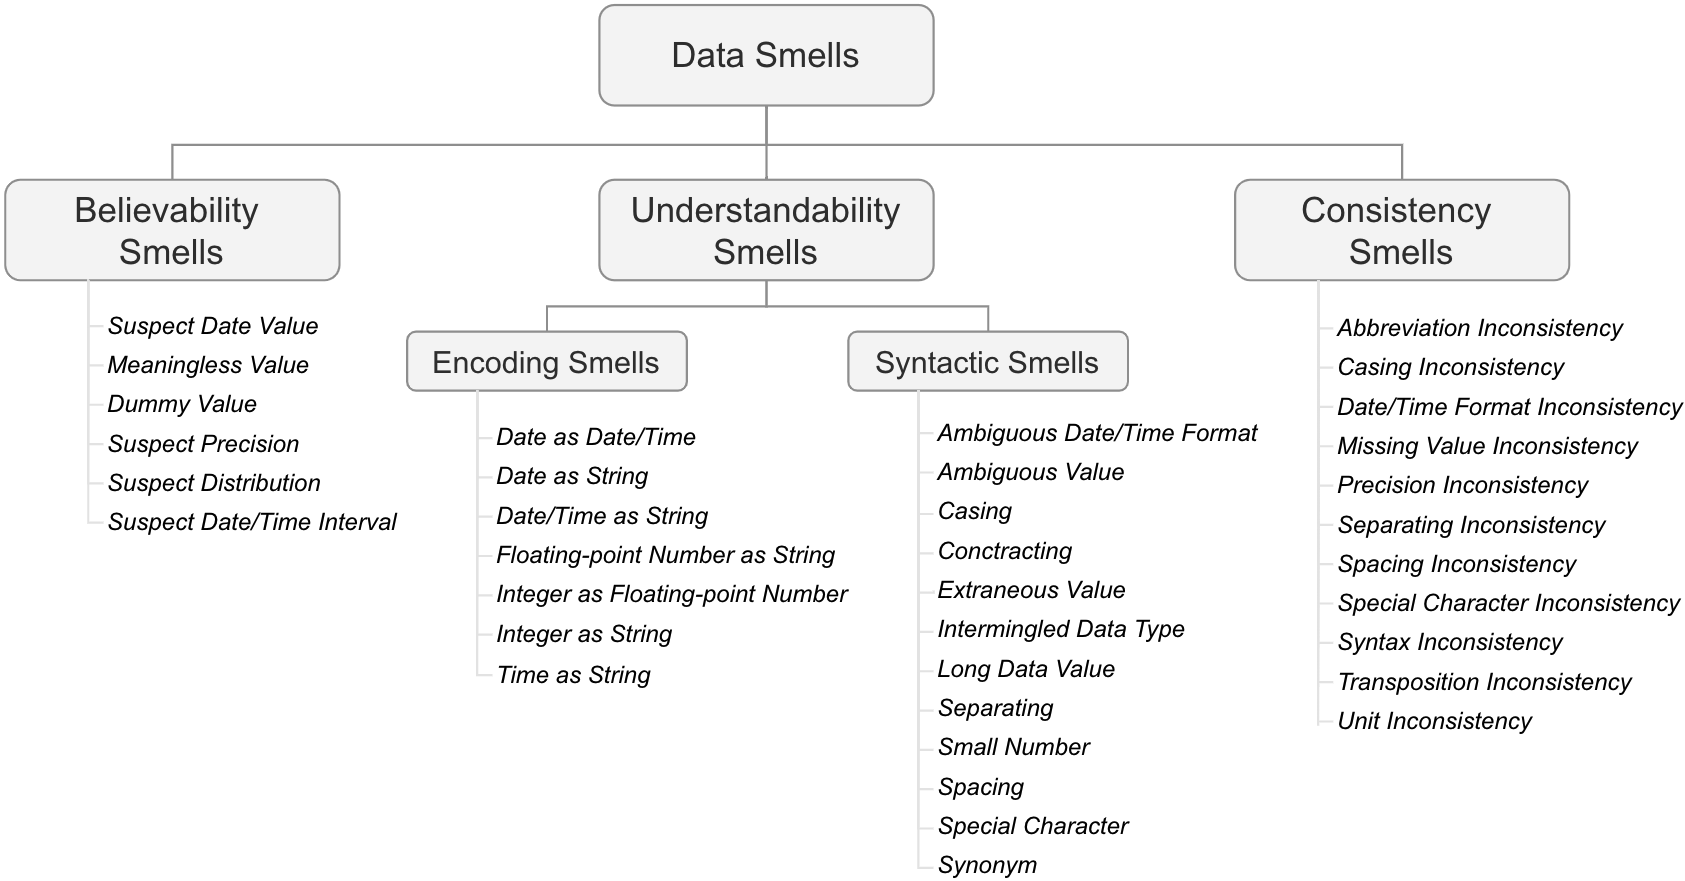 Data Smells
Believability
Smells
Suspect Date Value
Meaningless Value
Dummy Value
Suspect Precision
Suspect Distribution
Suspect Date/Time Interval
Understandability
Smells
Encoding Smells
Date as Date/Time
Date as String
Date/Time as String
Floating-point Number as String
Integer as Floating-point Number
Integer as String
Time as String
Syntactic Smells
Ambiguous Date/Time Format
Ambiguous Value
Casing
Conctracting
Extraneous Value
Intermingled Data Type
Long Data Value
Separating
Small Number
Spacing
Special Character
Synonym
Consistency
Smells
Abbreviation Inconsistency
Casing Inconsistency
Date/Time Format Inconsistency
Missing Value Inconsistency
Precision Inconsistency
Separating Inconsistency
Spacing Inconsistency
Special Character Inconsistency
Syntax Inconsistency
Transposition Inconsistency
Unit Inconsistency